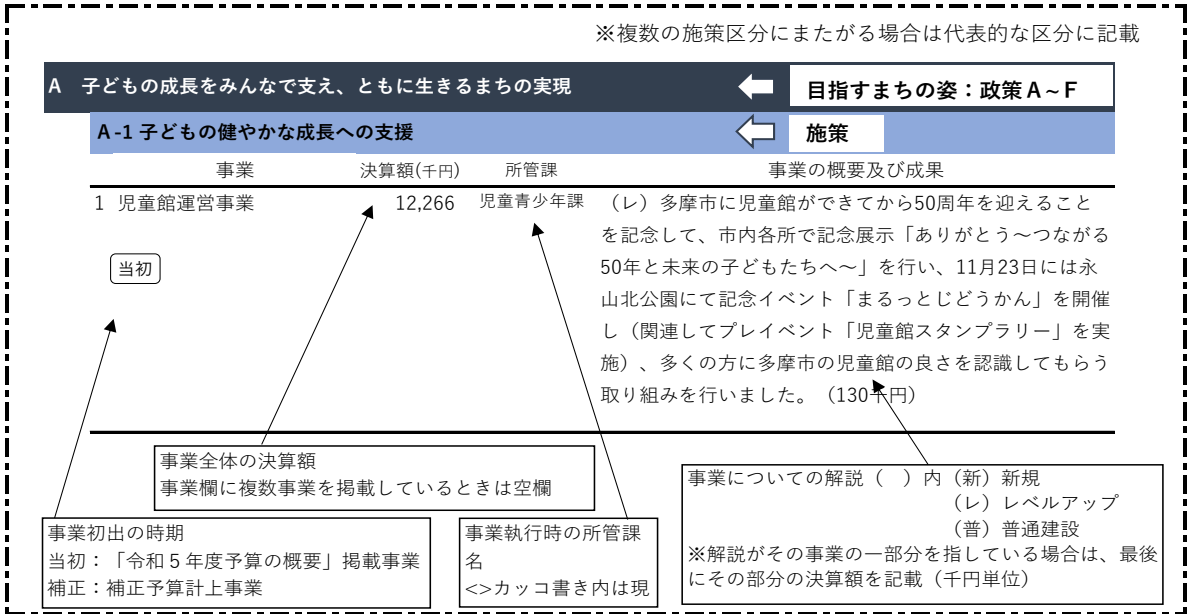 ※複数の施策区分にまたがる場合は代表的な区分に記載
A 子どもの成長をみんなで支え、ともに生きるまちの実現
目指すまちの姿：政策A~F
A-1 子どもの健やかな成長への支援
施策
事業 決算額(千円) 所管課 事業の概要及び成果
1 児童館運営事業 12,266 児童青少年課 （レ）多摩市に児童館ができてから50周年を迎えること
を記念して、市内各所で記念展示「ありがとう～つながる
50年と未来の子どもたちへ～」を行い、11月23日には永
山北公園にて記念イベント「まるっとじどうかん」を開催
し（関連してプレイベント「児童館スタンプラリー」を実
施）、多くの方に多摩市の児童館の良さを認識してもらう
取り組みを行いました。（130千円）
当初
事業全体の決算額
事業欄に複数事業を掲載しているときは空欄
事業初出の時期
当初：「令和５年度予算の概要」掲載事業
補正：補正予算計上事業
事業執行時の所管課
名
<>カッコ書き内は現
事業についての解説（　）内（新）新規
（レ）レベルアップ
（普）普通建設
※解説がその事業の一部分を指している場合は、最後
にその部分の決算額を記載（千円単位）